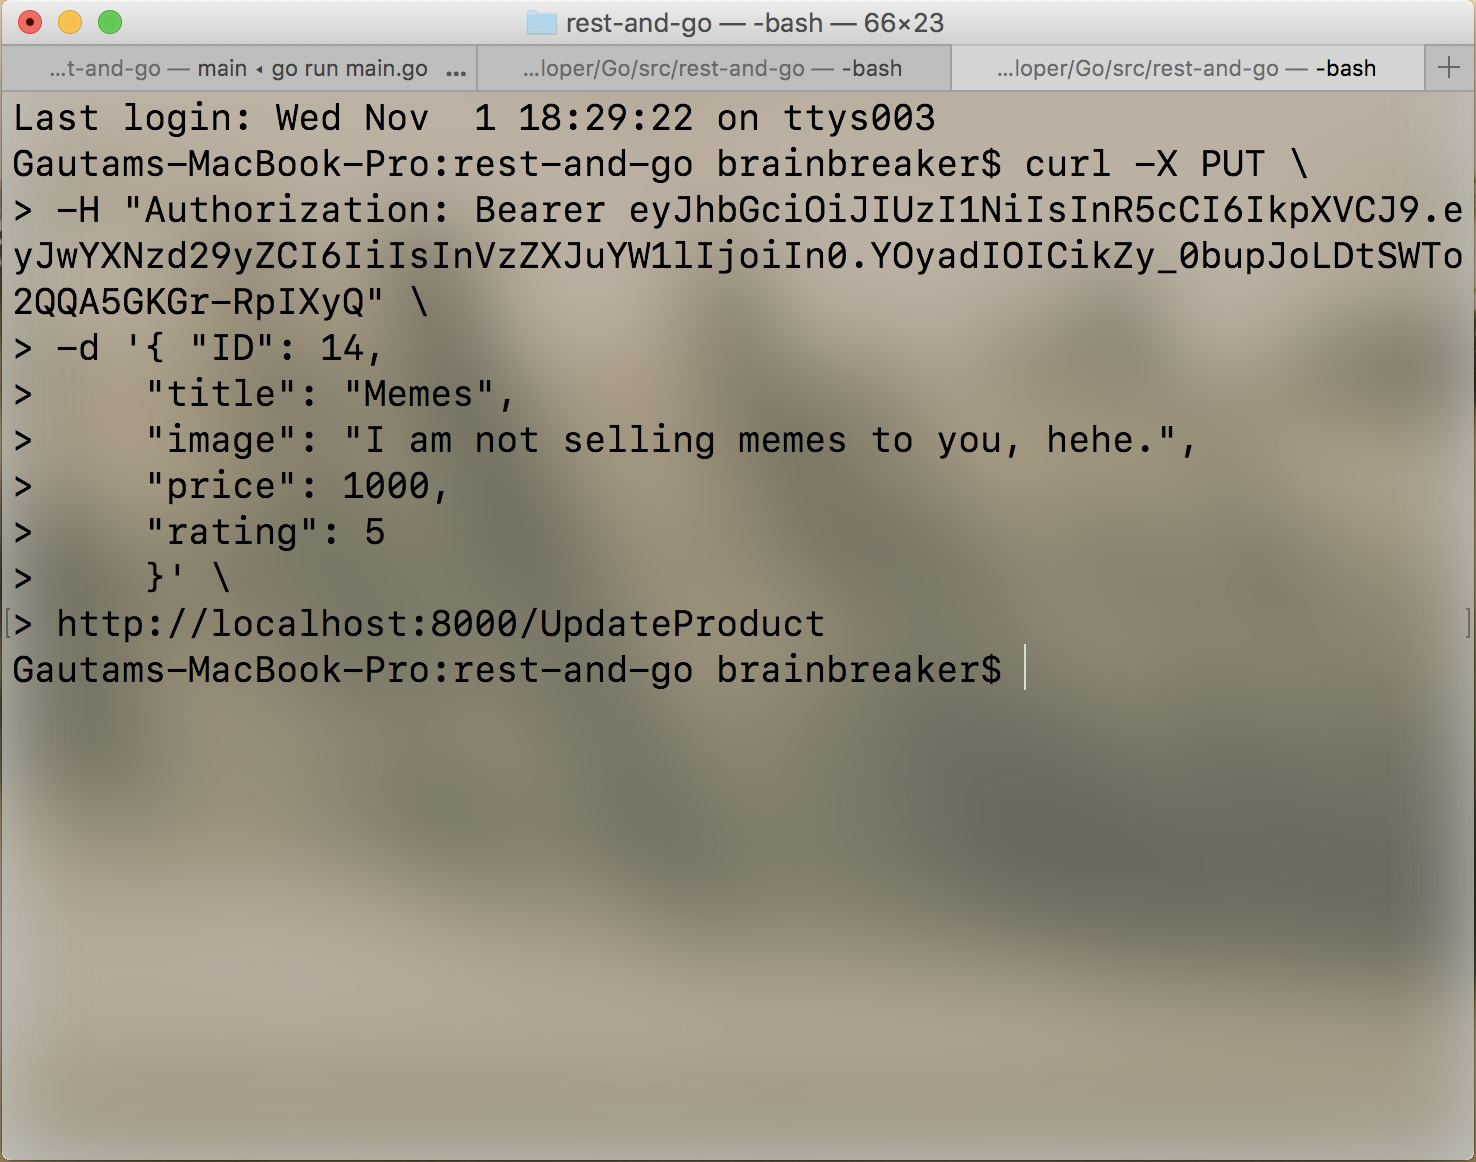 rest-and-go — -bash — 66×23
...t-and-go — main ◂ go run main.go ...
...loper/Go/src/rest-and-go — -bash
...loper/Go/src/rest-and-go — -bash +
Last login: Wed Nov  1 18:29:22 on ttys003
Gautams-MacBook-Pro:rest-and-go brainbreaker$ curl -X PUT \
> -H "Authorization: Bearer eyJhbGciOiJIUzI1NiIsInR5cCI6IkpXVCJ9.e
yJwYXNzd29yZCI6IiIsInVzZXJuYW1lIjoiIn0.YOyadIOICikZy_0bupJoLDtSWTo
2QQA5GKGr-RpIXyQ" \
> -d '{ "ID": 14,
>     "title": "Memes",
>     "image": "I am not selling memes to you, hehe.",
>     "price": 1000,
>     "rating": 5
>     }' \
> http://localhost:8000/UpdateProduct
Gautams-MacBook-Pro:rest-and-go brainbreaker$